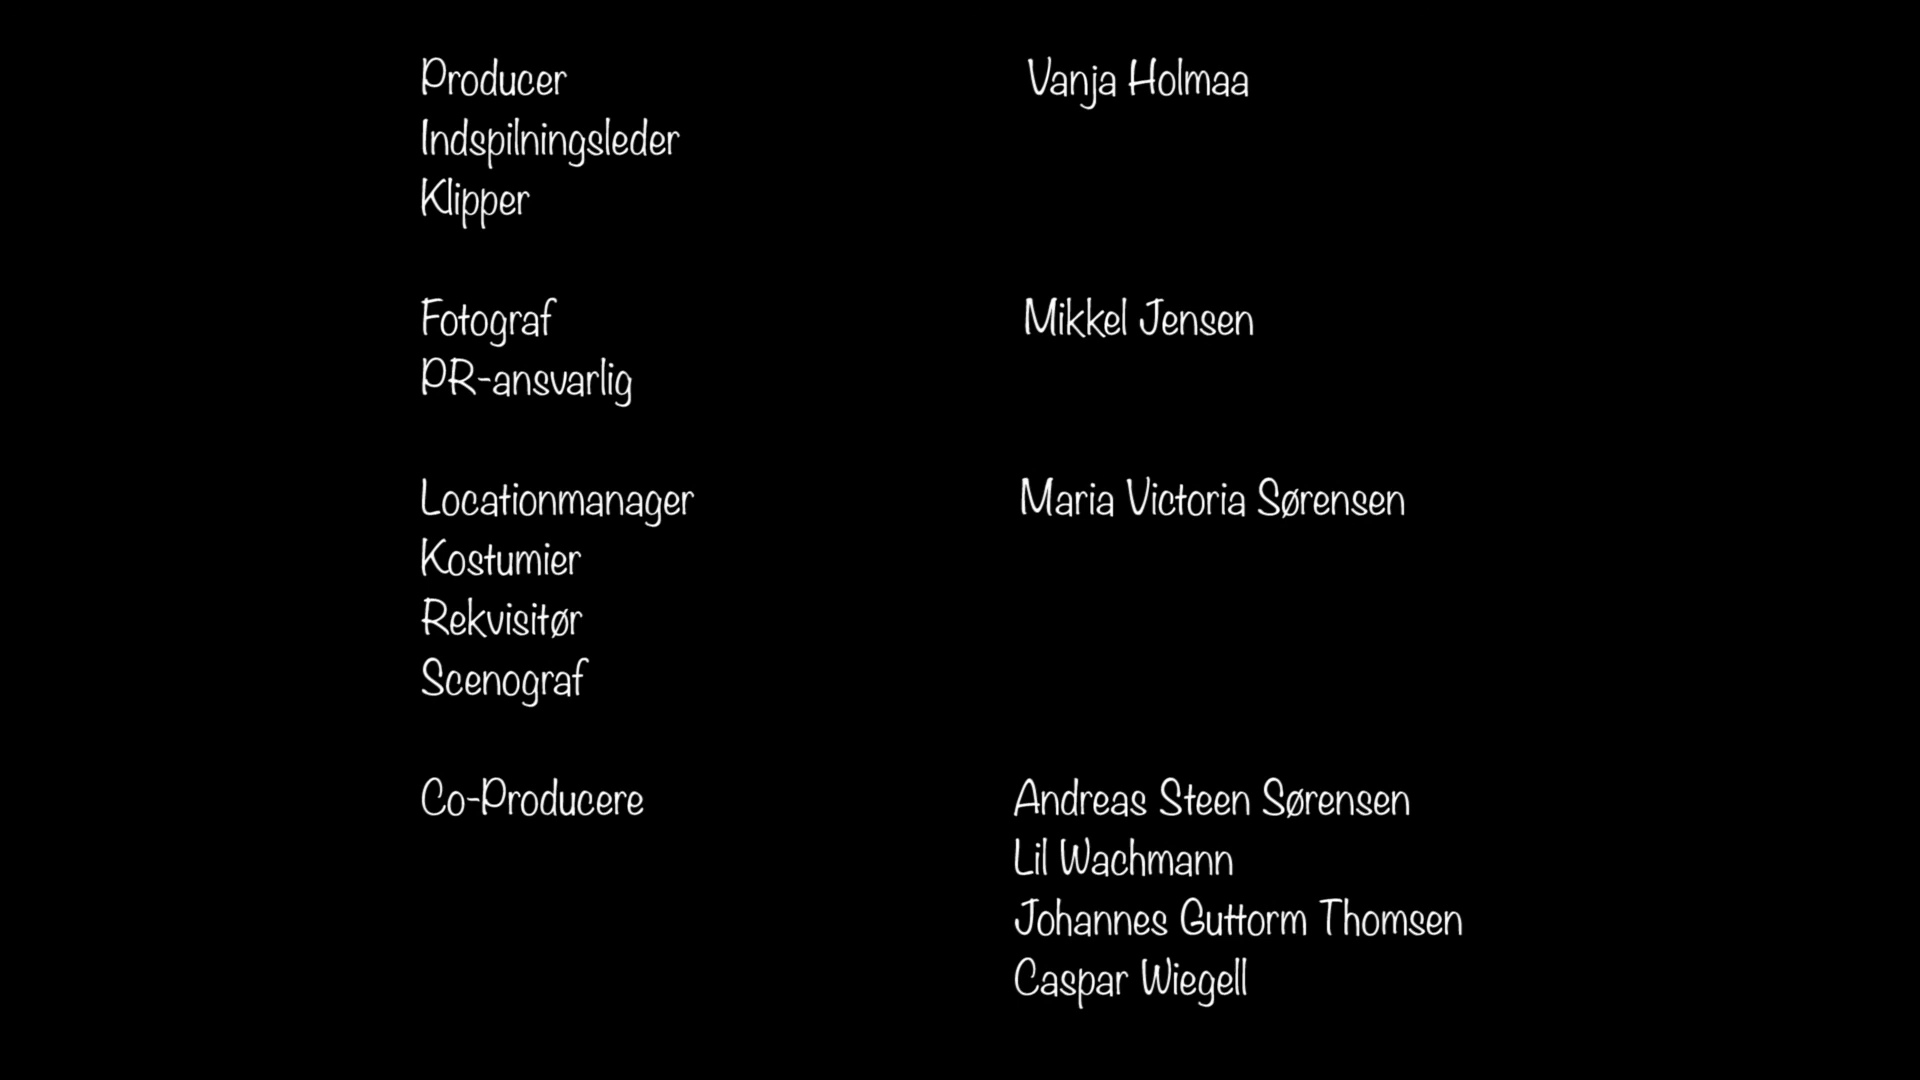 Producer Vanja Holmaa
Indspilningsleder
Klipper
Fotograf Mikkel Jensen
PR-ansvarlig
Locationmanager Maria Victoria Sørensen
Kostumier
Rekvisitør
Scenograf
Co-Producere Andreas Steen Sørensen
Lil Wachmann
Johannes Guttorm Thomsen
Caspar Wiegell